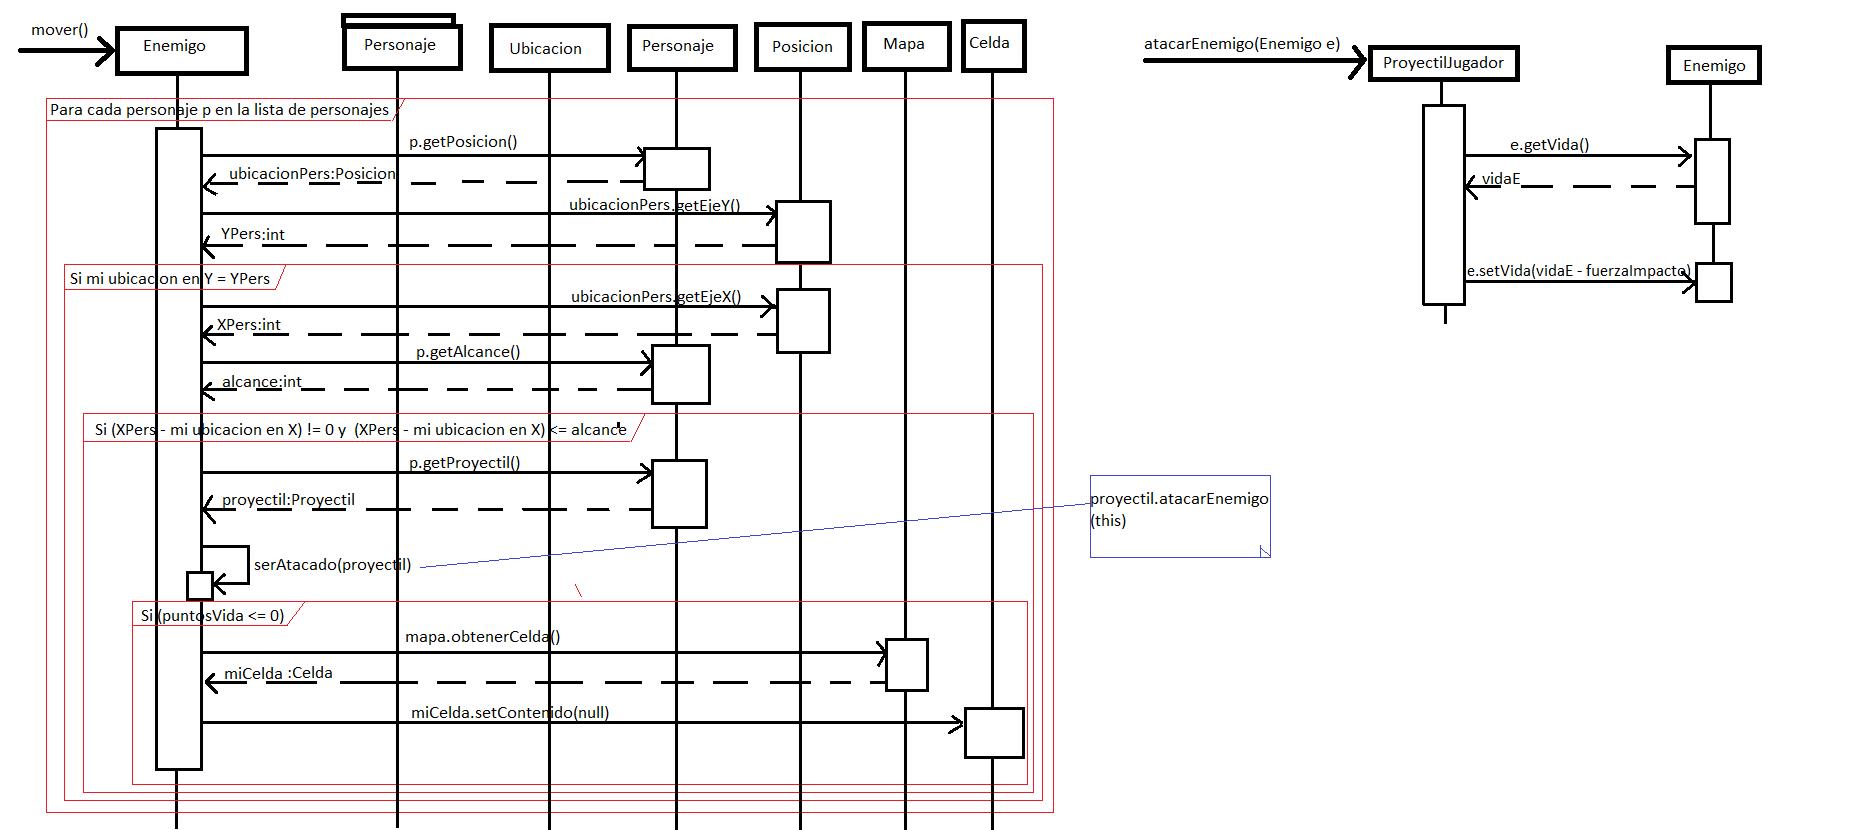 mover()
Enemigo
Personaje
Ubicacion
Personaje
Posicion
Mapa
Celda
Para cada personaje p en la lista de personajes
p.getPosicion()
ubicacionPers:Posicion
ubicacionPers.getEjeY()
YPers:int
Si mi ubicacion en Y = YPers
ubicacionPers.getEjeX()
XPers:int
p.getAlcance()
alcance:int
Si (XPers - mi ubicacion en X) != 0 y (XPers - mi ubicacion en X) <= alcance
p.getProyectil()
proyectil:Proyectil
serAtacado(proyectil)
proyectil.atacarEnemigo
(this)
Si (puntosVida <= 0)
mapa.obtenerCelda()
miCelda :Celda
miCelda.setContenido(null)
atacarEnemigo(Enemigo e)
ProyectilJugador
Enemigo
e.getVida()
vidaE
e.setVida(vidaE - fuerzaImpacto)